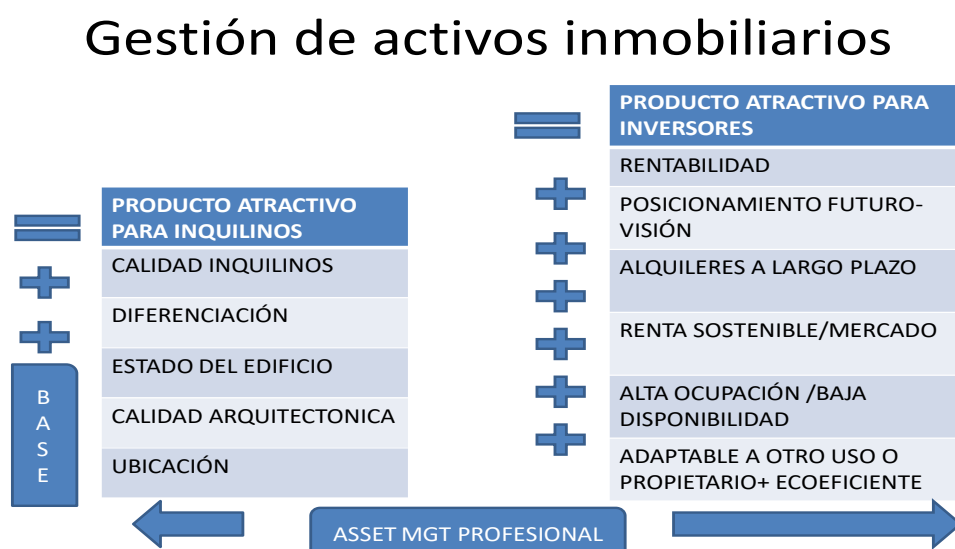 Gestión de activos inmobiliarios
PRODUCTO ATRACTIVO
PARA INQUILINOS
CALIDAD INQUILINOS
DIFERENCIACIÓN
ESTADO DEL EDIFICIO
CALIDAD ARQUITECTONICA
UBICACIÓN
B
A
S
E
PRODUCTO ATRACTIVO PARA
INVERSORES
RENTABILIDAD
POSICIONAMIENTO FUTURO-
VISIÓN
ALQUILERES A LARGO PLAZO
RENTA SOSTENIBLE/MERCADO
ALTA OCUPACIÓN /BAJA
DISPONIBILIDAD
ADAPTABLE A OTRO USO O
PROPIETARIO+ ECOEFICIENTE
ASSET MGT PROFESIONAL